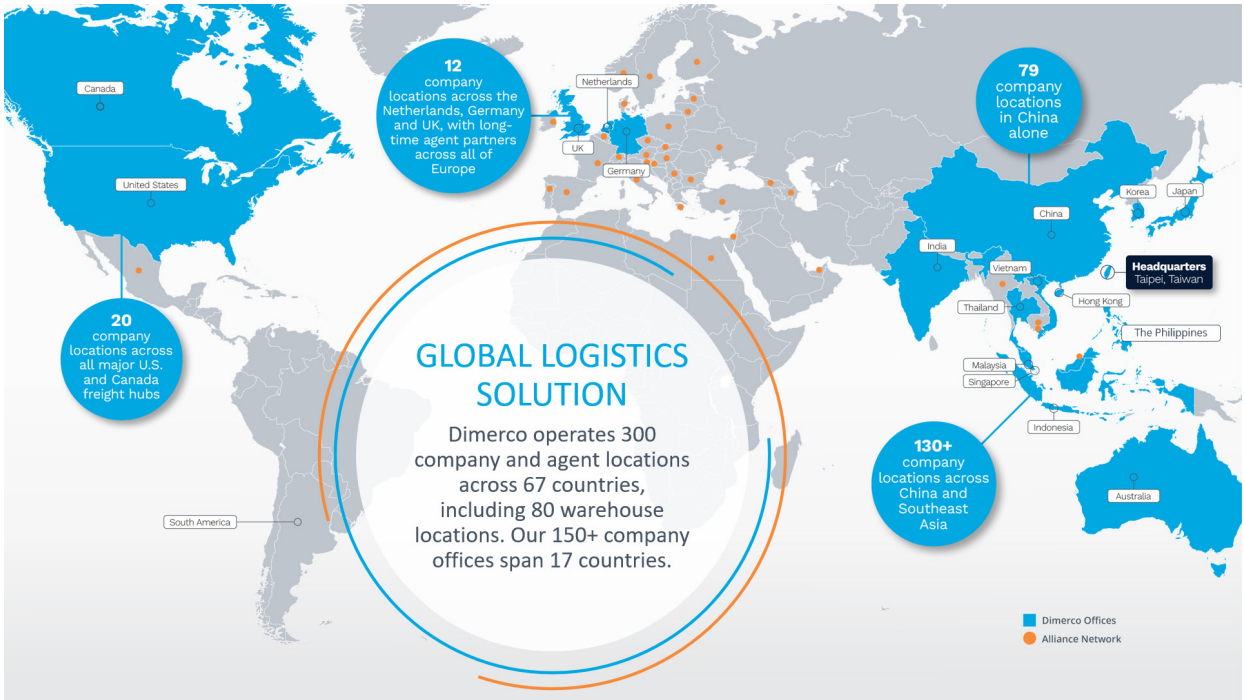 12
company
locations across the
Netherlands, Germany
and UK, with long-
time agent partners
across all of
Europe
79
company
locations
in China
alone
Canada
United States
Netherlands
UK
Germany
Korea
Japan
China
India
Vietnam
Headquarters
Taipei, Taiwan
Hong Kong
Thailand
The Philippines
Malaysia
Singapore
Indonesia
Australia
South America
20
company
locations across
all major U.S.
and Canada
freight hubs
GLOBAL LOGISTICS
SOLUTION
Dimerco operates 300
company and agent locations
across 67 countries,
including 80 warehouse
locations. Our 150+ company
offices span 17 countries.
130+
company
locations across
China and
Southeast
Asia
Dimerco Offices
Alliance Network